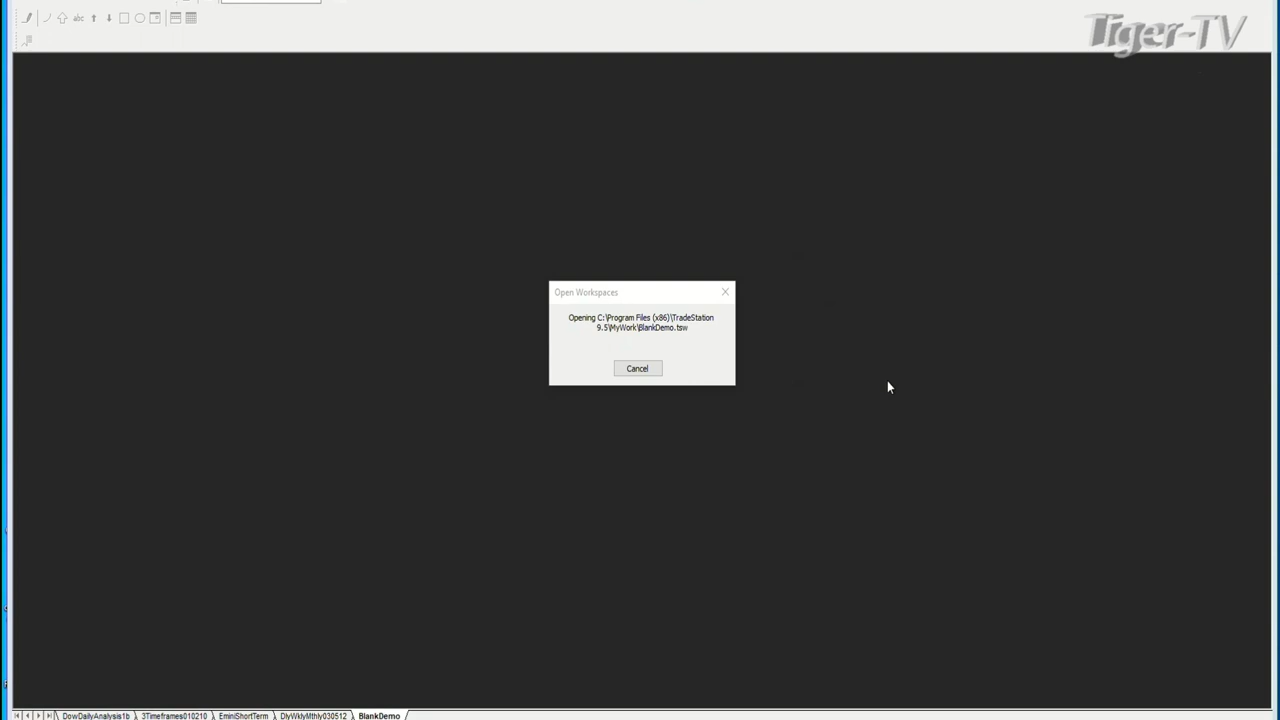 abc
Tiger-TV
Open Workspaces
Opening C:\Program Files (x86)\TradeStation
9.5\MyWork\BlankDemo.tsw
Cancel
DowDailyAnalysis1b
3Timeframes010210
EminiShortTerm
DlyWklyMthly030512
BlankDemo